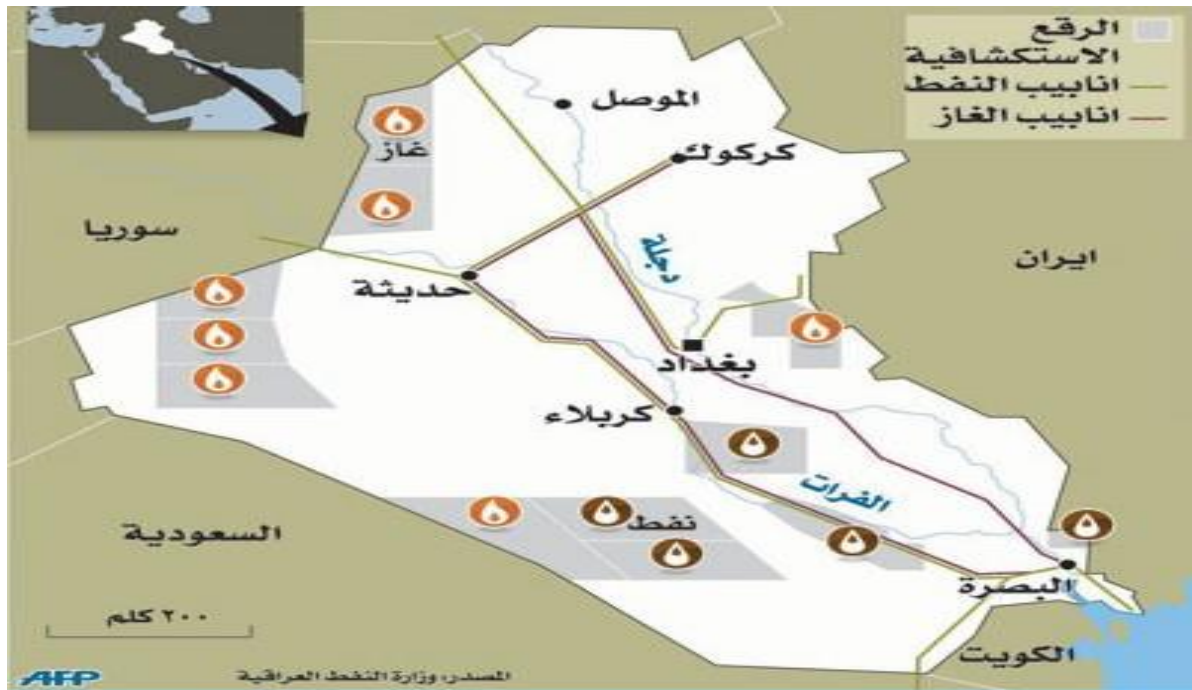 الرقع
الاستكشافية
انابيب النفط
انابيب الغاز
الموصل
كركوك
غاز
سوريا
دجلة
ايران
حديثة
بغداد
كربلاء
الفرات
نفط
السعودية
البصرة
٢٠٠ كلم
الكويت
AFP
المصدر: وزارة النفط العراقية